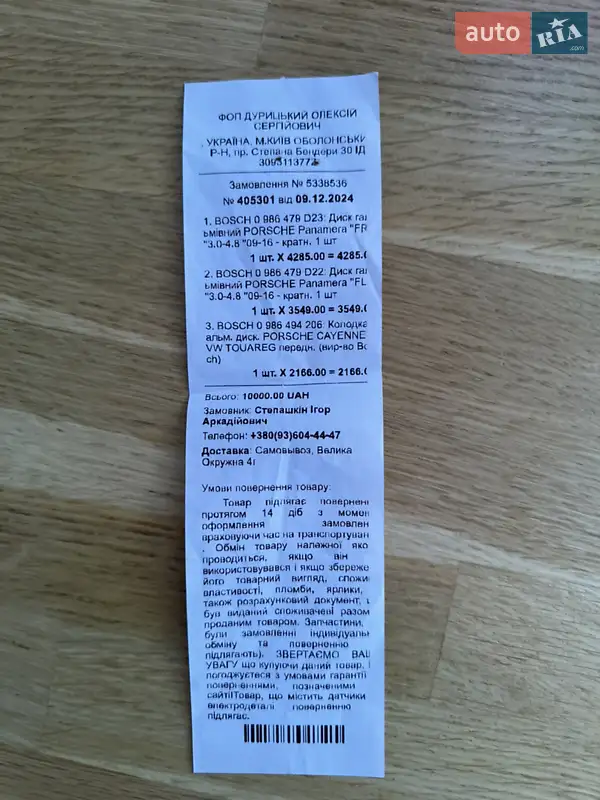 auto RIA .com
ФОП ДУРИЦЬКИЙ ОЛЕКСІЙ
СЕРГІЙОВИЧ
УКРАЇНА, М.КИЇВ ОБОЛОНСЬКИ
Р-Н, пр. Степана Бендери 30 ІД
3093113772
Замовлення № 5338536
№ 405301 від 09.12.2024
1. BOSCH 0 986 479 D23: Диск гал
ьмівний PORSCHE Panamera "FR
"3.0-4.8 "09-16 - кратн. 1 шт
1 шт. X 4285.00 = 4285.0
2. BOSCH 0 986 479 D22: Диск гал
ьмівний PORSCHE Panamera "FL
"3.0-4.8 "09-16 - кратн. 1 шт
1 шт. X 3549.00 = 3549.0
3. BOSCH 0 986 494 206: Колодка
альм. диск. PORSCHE CAYENNE
VW TOUAREG передн. (вир-во Bo
ch)
1 шт. X 2166.00 = 2166.0
Всього: 10000.00 UAH
Замовник: Степашкін Ігор
Аркадійович
Телефон: +380(93)604-44-47
Доставка: Самовывоз, Велика
Окружна 4г
Умови повернення товару:
Товар підлягає поверненн
протягом 14 діб з момен
оформлення замовлен
враховуючи час на транспортуван
. Обмін товару належної яко
проводиться, якщо він
використовувався і якщо збереже
його товарний вигляд, спожи
властивості, пломби, ярлики,
також розрахунковий документ,
був виданий споживачеві разом
проданим товаром. Запчастини,
були замовленні індивідуаль
обміну та поверненню
підлягають). ЗВЕРТАЄМО ВАШ
УВАГУ що купуючи даний товар,
погоджуєтеся з умовами гарантії
поверненнями, позначеними
сайтіТовар, що містить датчики
електродеталі поверненню
підлягає.